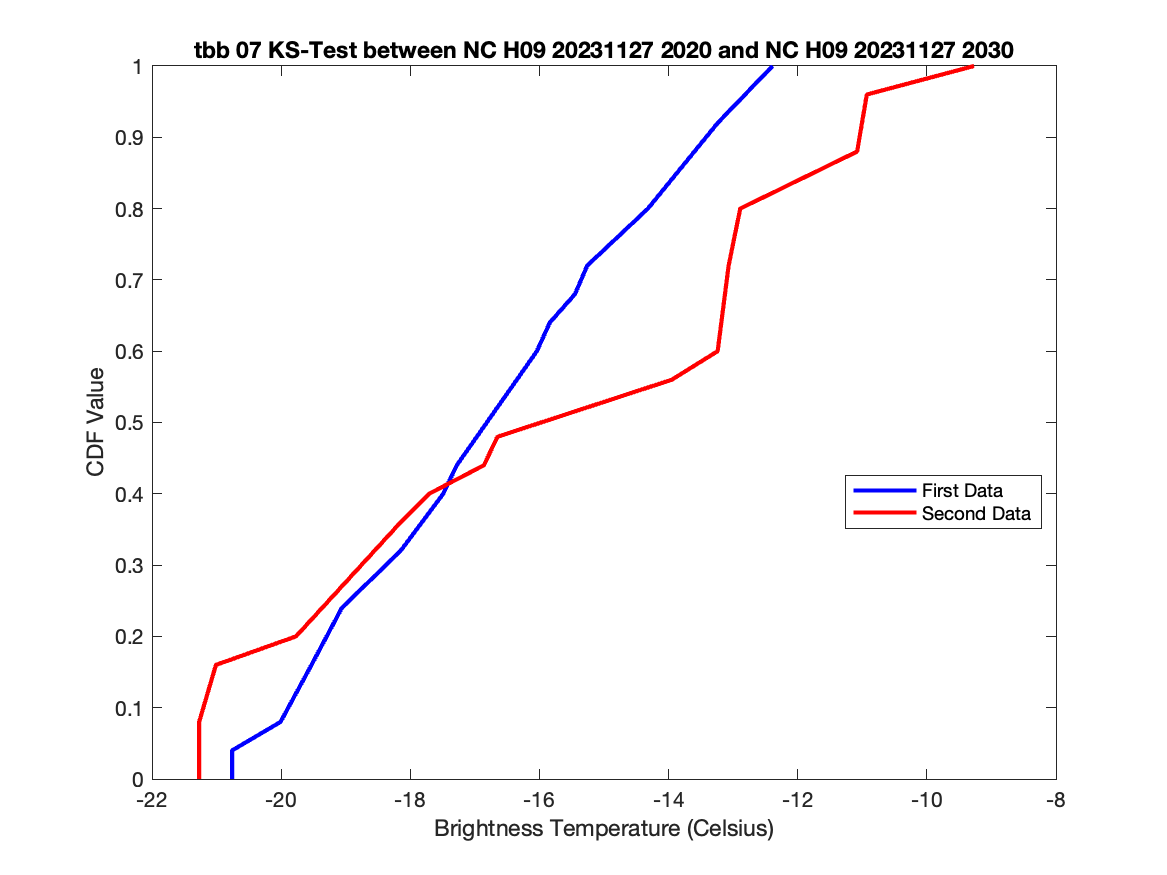 tbb 07 KS-Test between NC H09 20231127 2020 and NC H09 20231127 2030
1
0.9
0.8
0.7
0.6
0.5
0.4
0.3
0.2
0.1
0
CDF Value
First Data
Second Data
-22 -20 -18 -16 -14 -12 -10 -8
Brightness Temperature (Celsius)